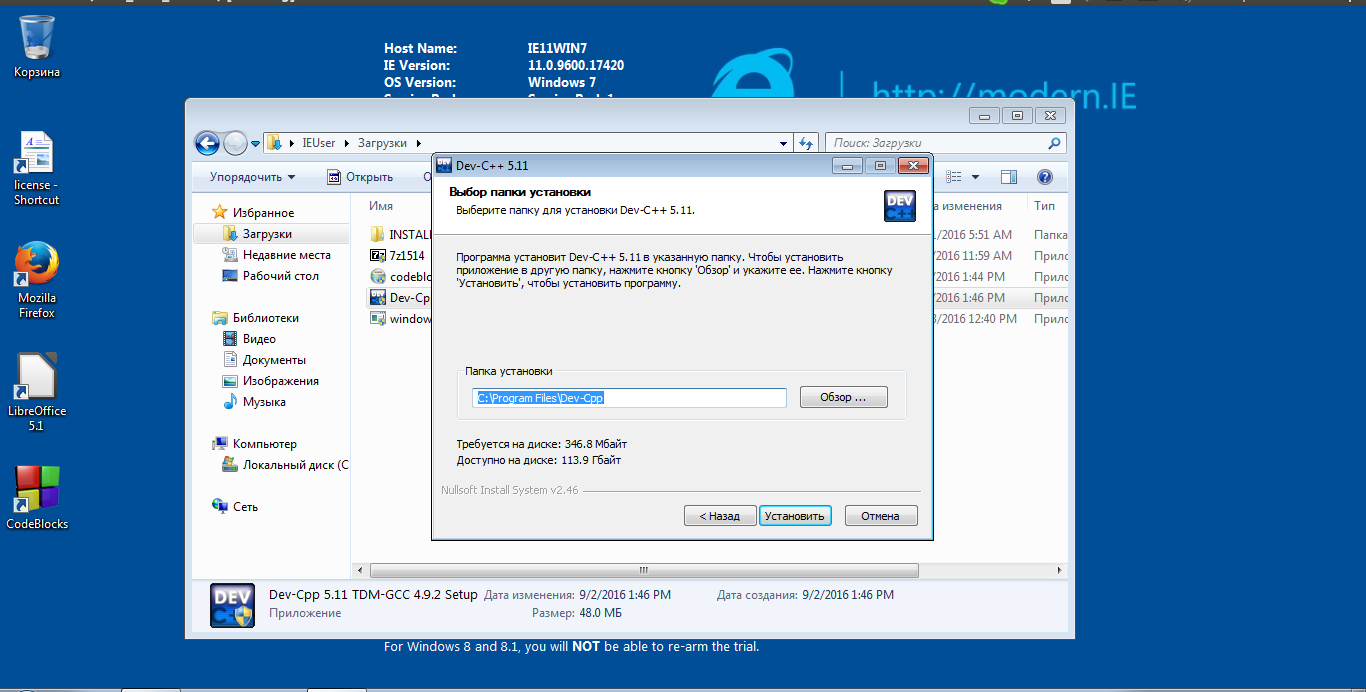 Корзина
license -
Shortcut
Mozilla
Firefox
LibreOffice
5.1
CodeBlocks
Host Name: IE11WIN7
IE Version: 11.0.9600.17420
OS Version: Windows 7
http://modern.IE
IEUser Загрузки
Поиск: Загрузки
Упорядочить Открыть
Избранное
Загрузки
Недавние места
Рабочий стол
Библиотеки
Видео
Документы
Изображения
Музыка
Компьютер
Локальный диск (C
Сеть
Имя
а изменения Тип
INSTALL
5:51 AM Папка
7z1514
/2016 11:59 AM Прило
codeblo
/2016 1:44 PM Прило
Dev-Cp
/2016 1:46 PM Прило
window
3/2016 12:40 PM Прило
Dev-C++ 5.11
Выбор папки установки
Выберите папку для установки Dev-C++ 5.11.
DEV
C++
Программа установит Dev-C++ 5.11 в указанную папку. Чтобы установить
приложение в другую папку, нажмите кнопку 'Обзор' и укажите ее. Нажмите кнопку
'Установить', чтобы установить программу.
Папка установки
C:\Program Files\Dev-Cpp
Обзор ...
Требуется на диске: 346.8 Мбайт
Доступно на диске: 113.9 Гбайт
Nullsoft Install System v2.46
< Назад Установить Отмена
DEV
Dev-Cpp 5.11 TDM-GCC 4.9.2 Setup Дата изменения: 9/2/2016 1:46 PM Дата создания: 9/2/2016 1:46 PM
Приложение Размер: 48.0 МБ
For Windows 8 and 8.1, you will NOT be able to re-arm the trial.